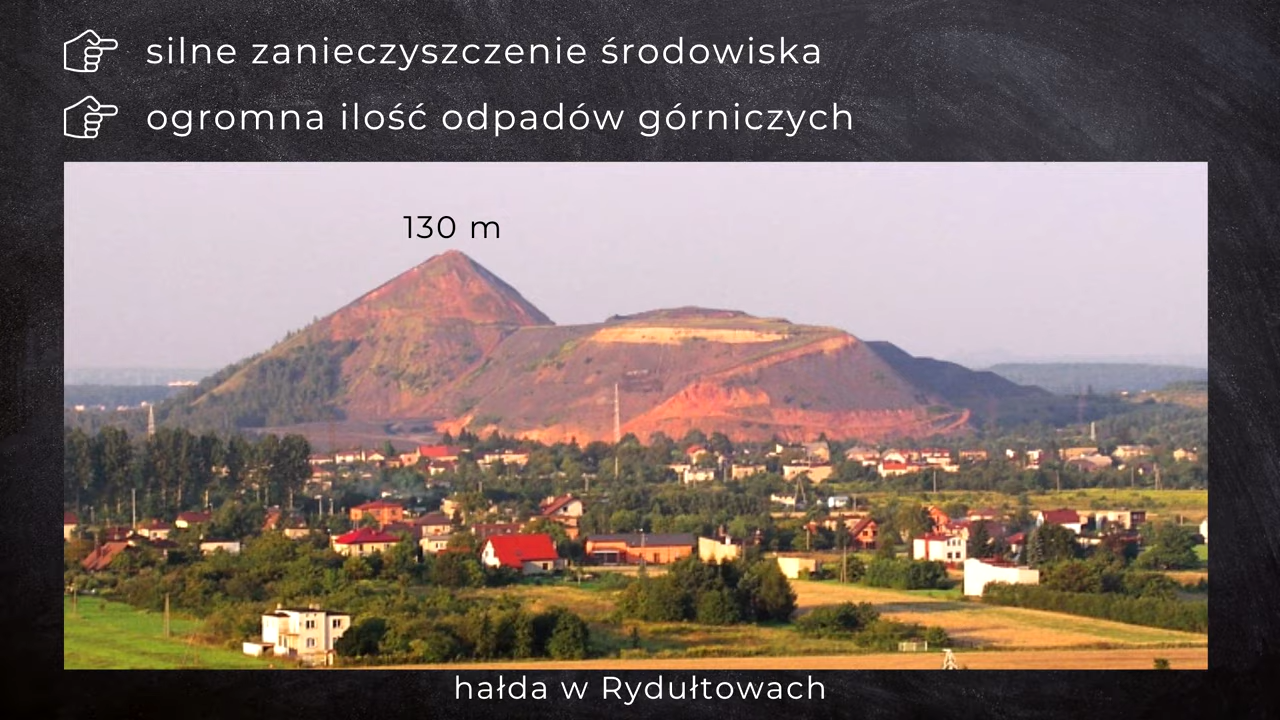 silne zanieczyszczenie środowiska
ogromna ilość odpadów górniczych
130 m
hałda w Rydułtowach